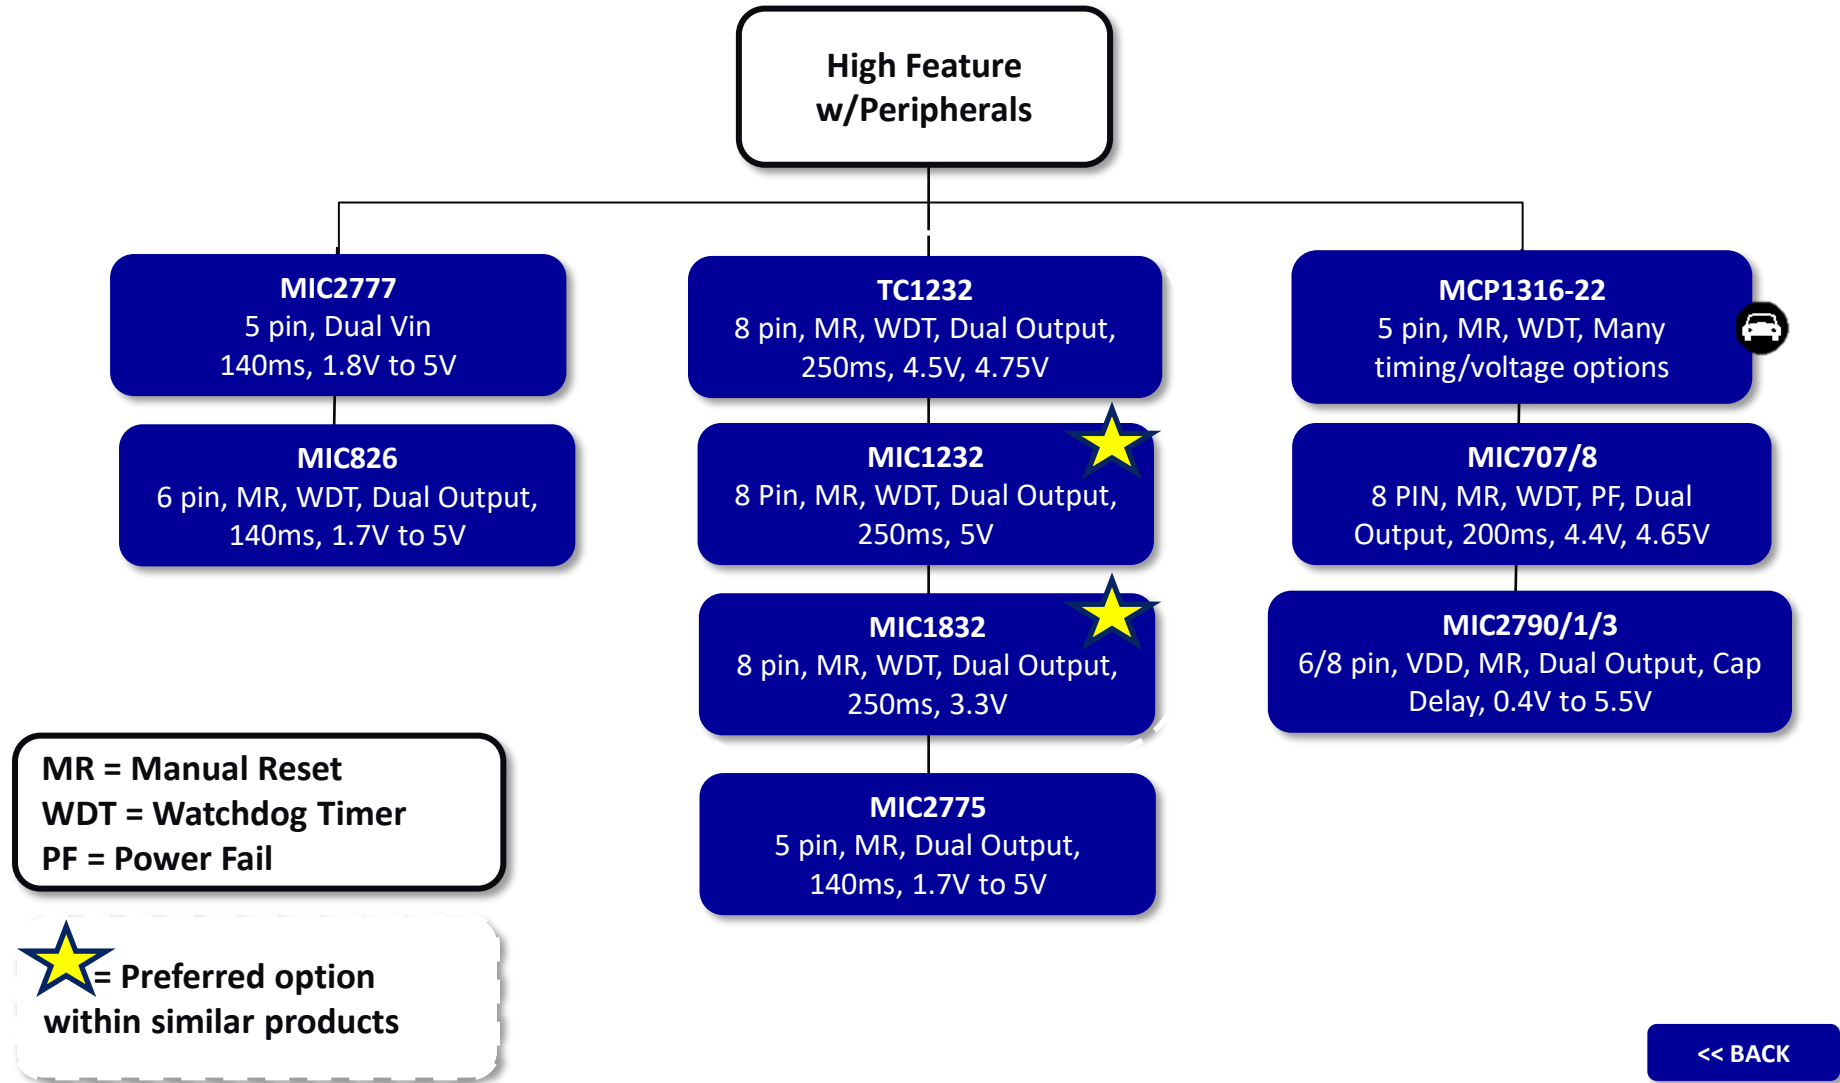 High Feature
w/Peripherals
MIC2777
5 pin, Dual Vin
140ms, 1.8V to 5V
MIC826
6 pin, MR, WDT, Dual Output,
140ms, 1.7V to 5V
TC1232
8 pin, MR, WDT, Dual Output,
250ms, 4.5V, 4.75V
MIC1232
8 Pin, MR, WDT, Dual Output,
250ms, 5V
MIC1832
8 pin, MR, WDT, Dual Output,
250ms, 3.3V
MIC2775
5 pin, MR, Dual Output,
140ms, 1.7V to 5V
MCP1316-22
5 pin, MR, WDT, Many
timing/voltage options
MIC707/8
8 PIN, MR, WDT, PF, Dual
Output, 200ms, 4.4V, 4.65V
MIC2790/1/3
6/8 pin, VDD, MR, Dual Output, Cap
Delay, 0.4V to 5.5V
MR = Manual Reset
WDT = Watchdog Timer
PF = Power Fail
= Preferred option
within similar products
<< BACK